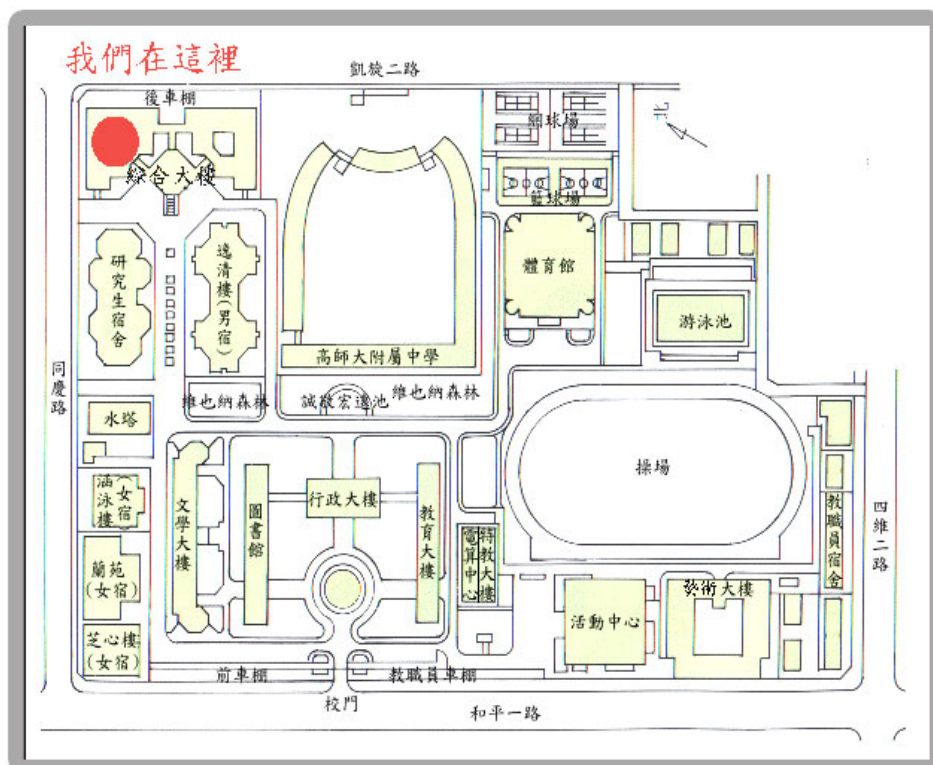 我們在這裡
凱旋二路
後車棚
北
網球場
綜合大樓
籃球場
研究生宿舍
逸清樓(男宿)
體育館
游泳池
高師大附屬中學
同慶路
維也納森林
誠敬宏遠池
維也納森林
水塔
操場
涵泳樓(女宿)
文學大樓
圖書館
行政大樓
教育大樓
電算中心
特教大樓
教職員宿舍
四維二路
蘭苑
(女宿)
藝術大樓
活動中心
芝心樓
(女宿)
前車棚
教職員車棚
校門
和平一路